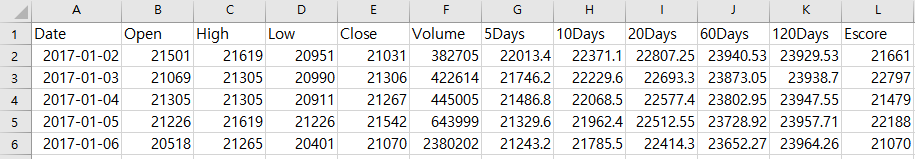 A B C D E F G H I J K L
1 Date Open High Low Close Volume 5Days 10Days 20Days 60Days 120Days Escore
2 2017-01-02 21501 21619 20951 21031 382705 22013.4 22371.1 22807.25 23940.53 23929.53 21661
3 2017-01-03 21069 21305 20990 21306 422614 21746.2 22229.6 22693.3 23873.05 23938.7 22797
4 2017-01-04 21305 21305 20911 21267 445005 21486.8 22068.5 22577.4 23802.95 23947.55 21479
5 2017-01-05 21226 21619 21226 21542 643999 21329.6 21962.4 22512.55 23728.92 23957.71 22188
6 2017-01-06 20518 21265 20401 21070 2380202 21243.2 21785.5 22414.3 23652.27 23964.26 21070